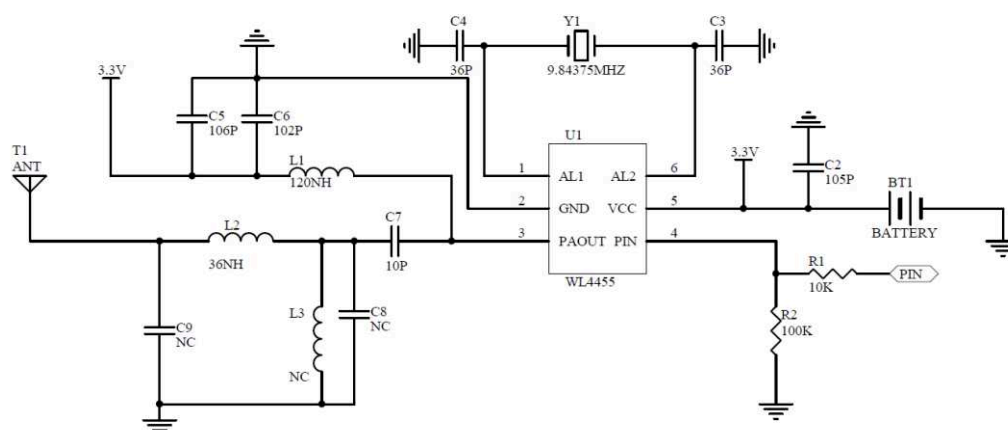 C4
Y1
C3
36P
9.84375MHZ
36P
3.3V
C5
106P
C6
102P
U1
T1
ANT
L1
120NH
1
AL1
AL2
6
3.3V
C2
105P
BT1
2
GND
VCC
5
BATTERY
L2
36NH
C7
10P
3
PAOUT
PIN
4
WL4455
R1
10K
PIN
C9
NC
L3
NC
C8
NC
R2
100K